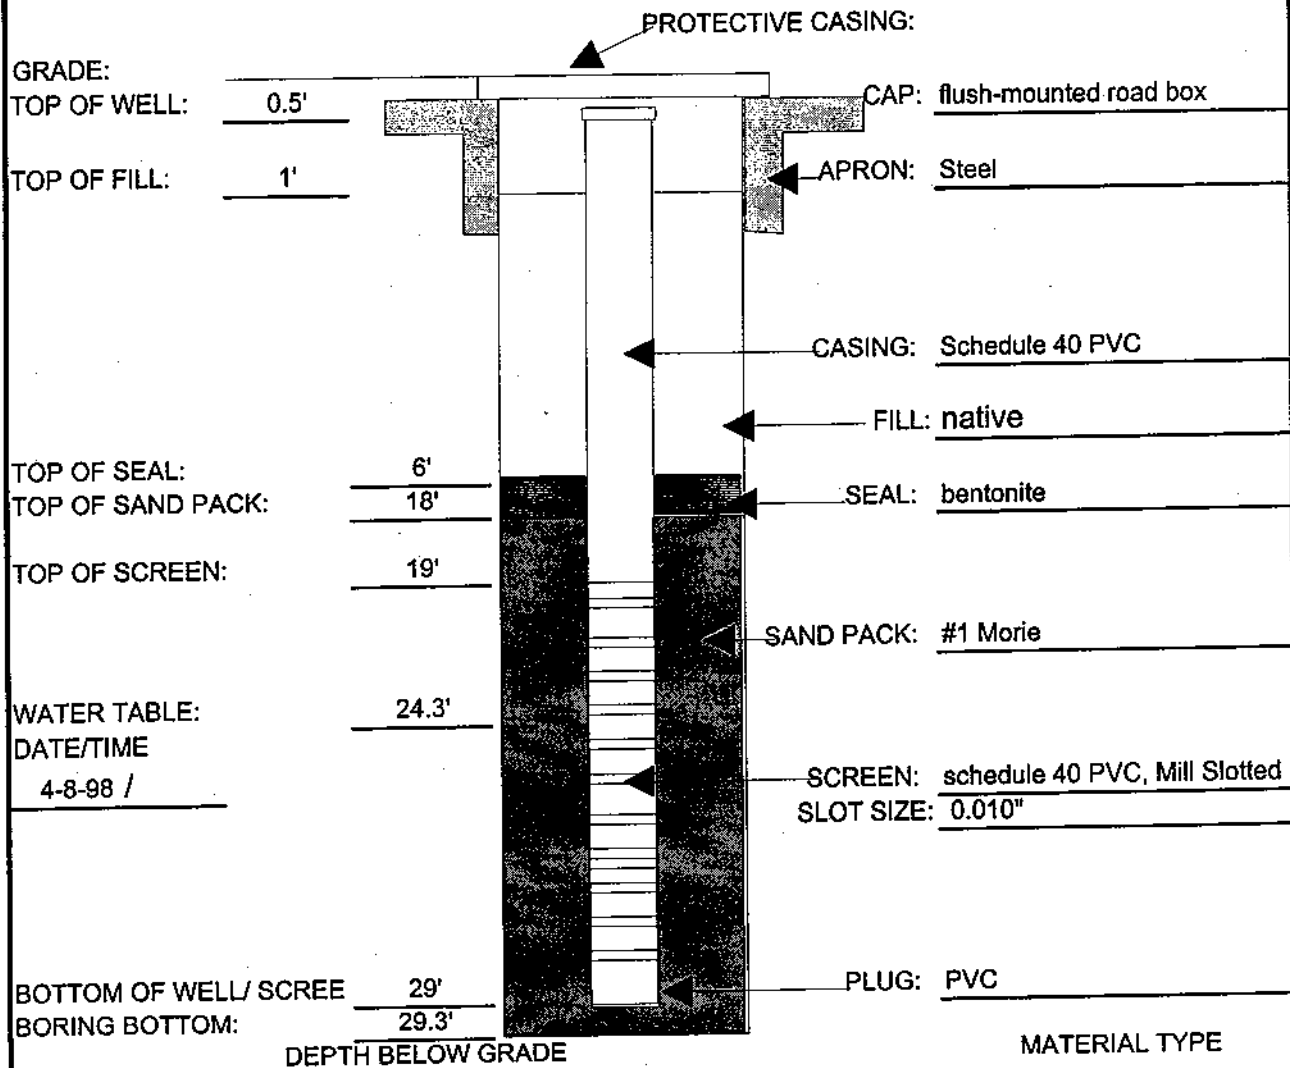 PROTECTIVE CASING:
GRADE:
TOP OF WELL: 0.5'
CAP: flush-mounted road box
TOP OF FILL: 1'
APRON: Steel
CASING: Schedule 40 PVC
FILL: native
TOP OF SEAL: 6'
SEAL: bentonite
TOP OF SAND PACK: 18'
TOP OF SCREEN: 19'
SAND PACK: #1 Morie
WATER TABLE: 24.3'
DATE/TIME
4-8-98 /
SCREEN: schedule 40 PVC, Mill Slotted
SLOT SIZE: 0.010"
BOTTOM OF WELL/ SCREE 29'
PLUG: PVC
BORING BOTTOM: 29.3'
DEPTH BELOW GRADE
MATERIAL TYPE